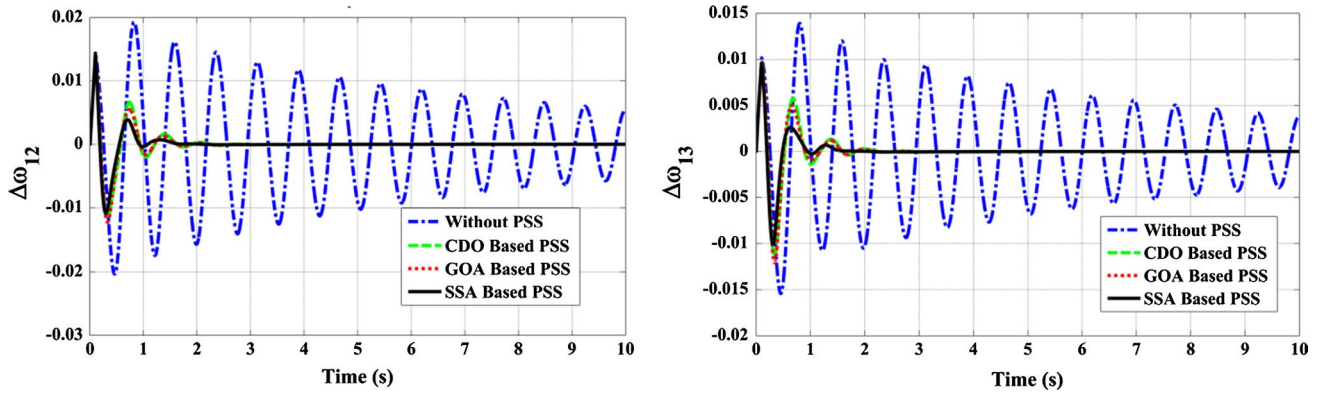 0.02
0.01
0
-0.01
-0.02
-0.03
Δω12
0 1 2 3 4 5 6 7 8 9 10
Time (s)
Without PSS
CDO Based PSS
GOA Based PSS
SSA Based PSS
0.015
0.01
0.005
0
-0.005
-0.01
-0.015
-0.02
Δω13
0 1 2 3 4 5 6 7 8 9 10
Time (s)
Without PSS
CDO Based PSS
GOA Based PSS
SSA Based PSS